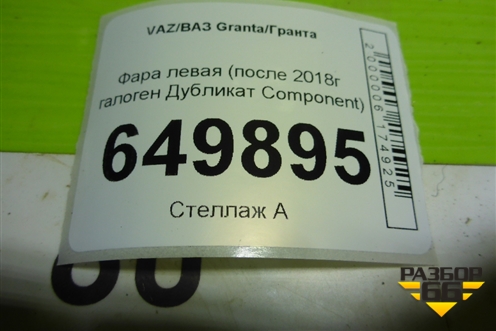 VAZ/ВАЗ Granta/Гранта
Фара левая (после 2018г
галоген Дубликат Component)
649895
Стеллаж А
2000006174925
РАЗБОР
66